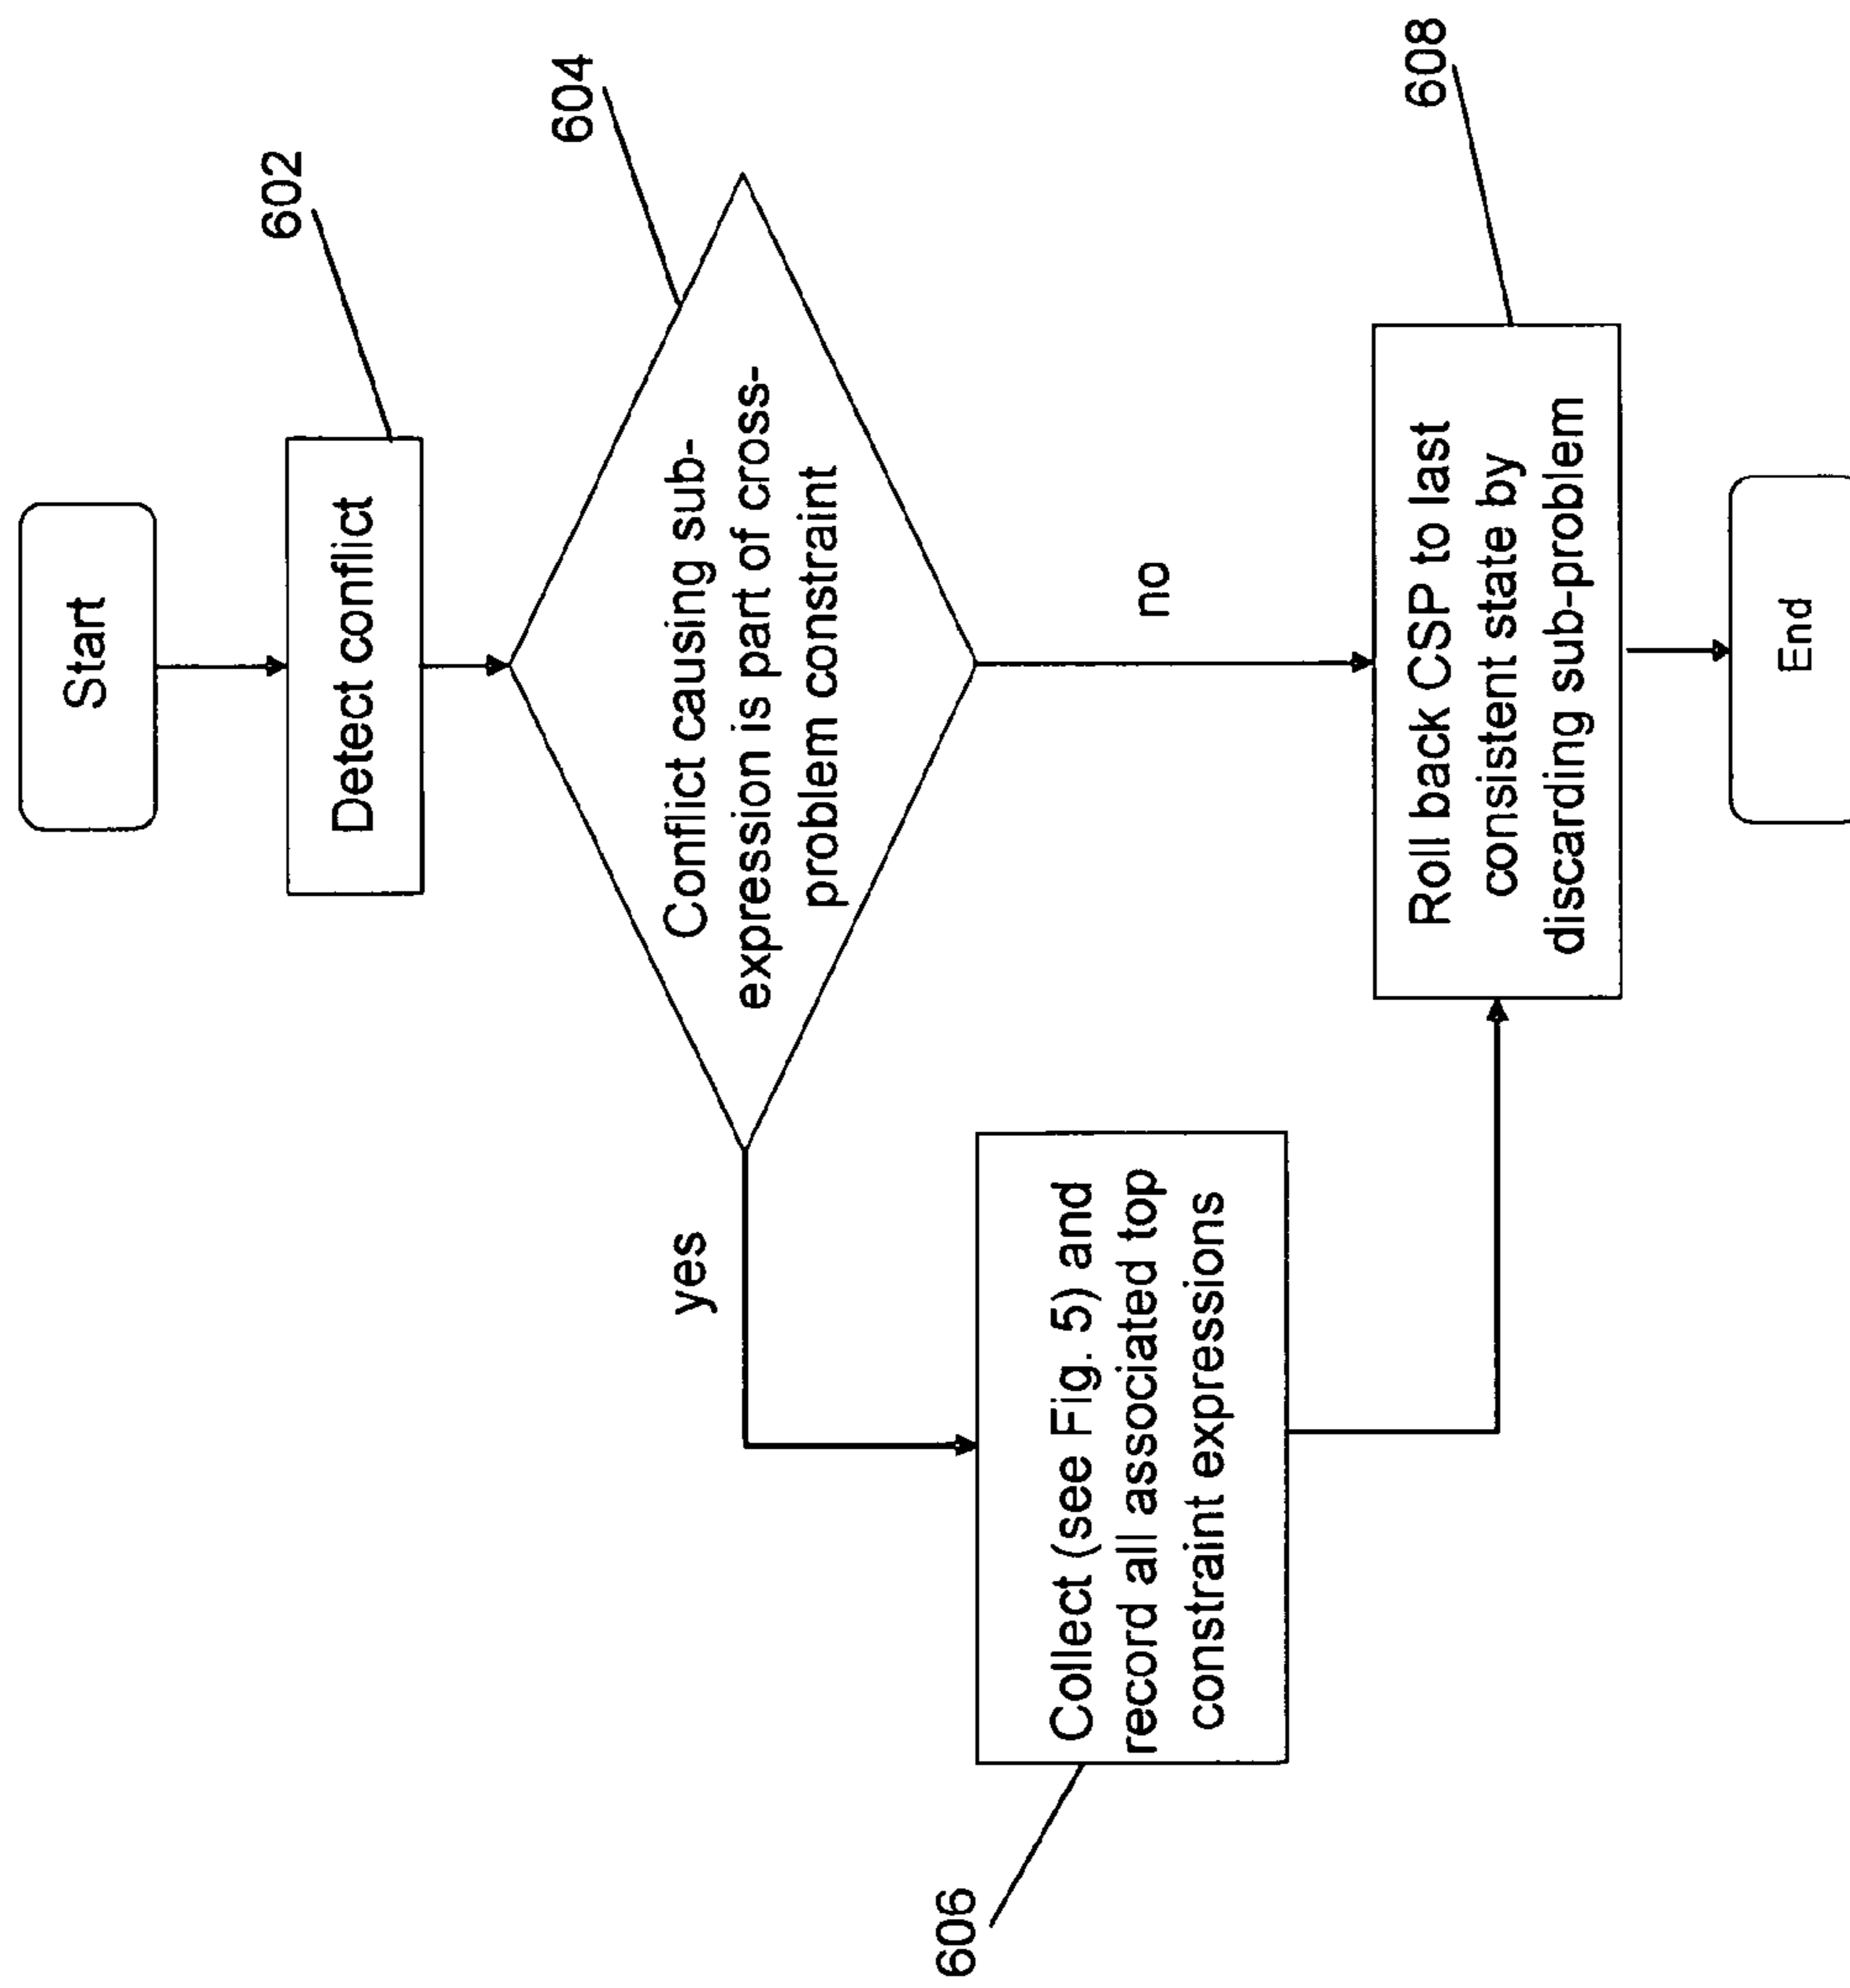 Start
602
Detect conflict
604
Conflict causing sub-
expression is part of cross-
problem constraint
yes
no
606
Collect (see Fig. 5) and
record all associated top
constraint expressions
608
Roll back CSP to last
consistent state by
discarding sub-problem
End